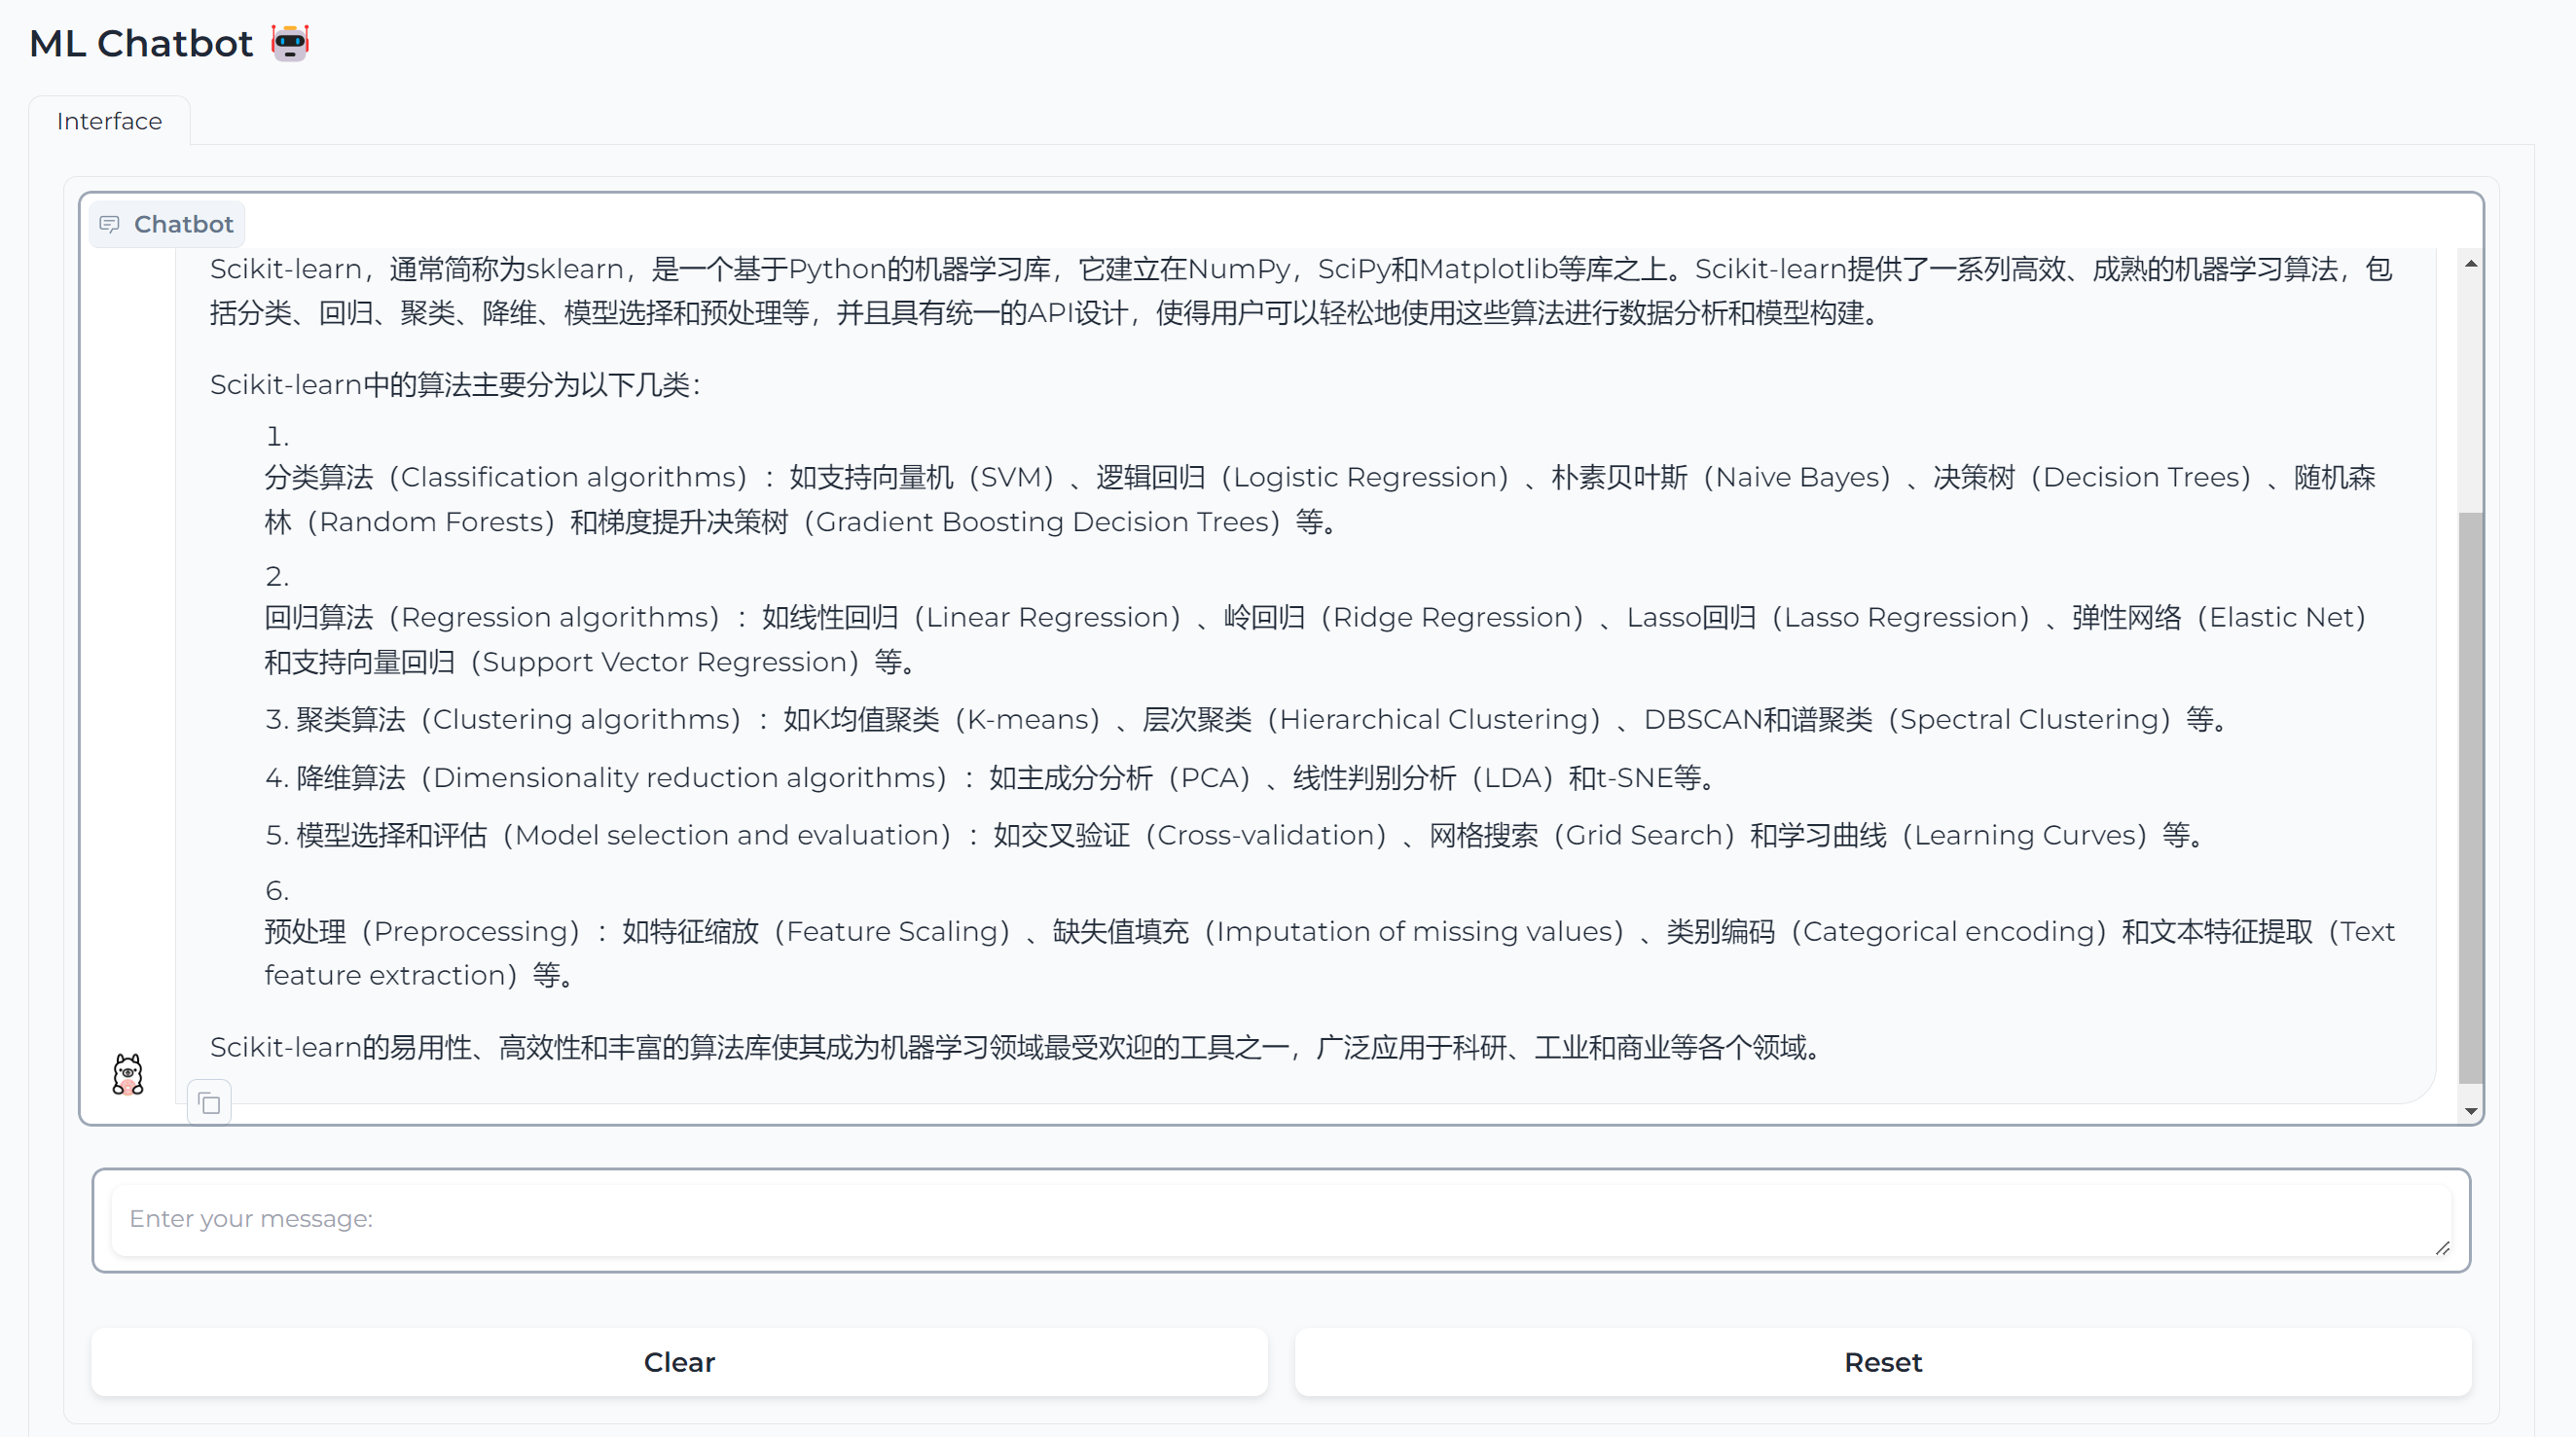 ML Chatbot
Interface
Chatbot
Scikit-learn，通常简称为sklearn，是一个基于Python的机器学习库，它建立在NumPy，SciPy和Matplotlib等库之上。Scikit-learn提供了一系列高效、成熟的机器学习算法，包
括分类、回归、聚类、降维、模型选择和预处理等，并且具有统一的API设计，使得用户可以轻松地使用这些算法进行数据分析和模型构建。
Scikit-learn中的算法主要分为以下几类：
1.
分类算法（Classification algorithms）：如支持向量机（SVM）、逻辑回归（Logistic Regression）、朴素贝叶斯（Naive Bayes）、决策树（Decision Trees）、随机森
林（Random Forests）和梯度提升决策树（Gradient Boosting Decision Trees）等。
2.
回归算法（Regression algorithms）：如线性回归（Linear Regression）、岭回归（Ridge Regression）、Lasso回归（Lasso Regression）、弹性网络（Elastic Net）
和支持向量回归（Support Vector Regression）等。
3. 聚类算法（Clustering algorithms）：如K均值聚类（K-means）、层次聚类（Hierarchical Clustering）、DBSCAN和谱聚类（Spectral Clustering）等。
4. 降维算法（Dimensionality reduction algorithms）：如主成分分析（PCA）、线性判别分析（LDA）和t-SNE等。
5. 模型选择和评估（Model selection and evaluation）：如交叉验证（Cross-validation）、网格搜索（Grid Search）和学习曲线（Learning Curves）等。
6.
预处理（Preprocessing）：如特征缩放（Feature Scaling）、缺失值填充（Imputation of missing values）、类别编码（Categorical encoding）和文本特征提取（Text
feature extraction）等。
Scikit-learn的易用性、高效性和丰富的算法库使其成为机器学习领域最受欢迎的工具之一，广泛应用于科研、工业和商业等各个领域。
Enter your message:
Clear
Reset